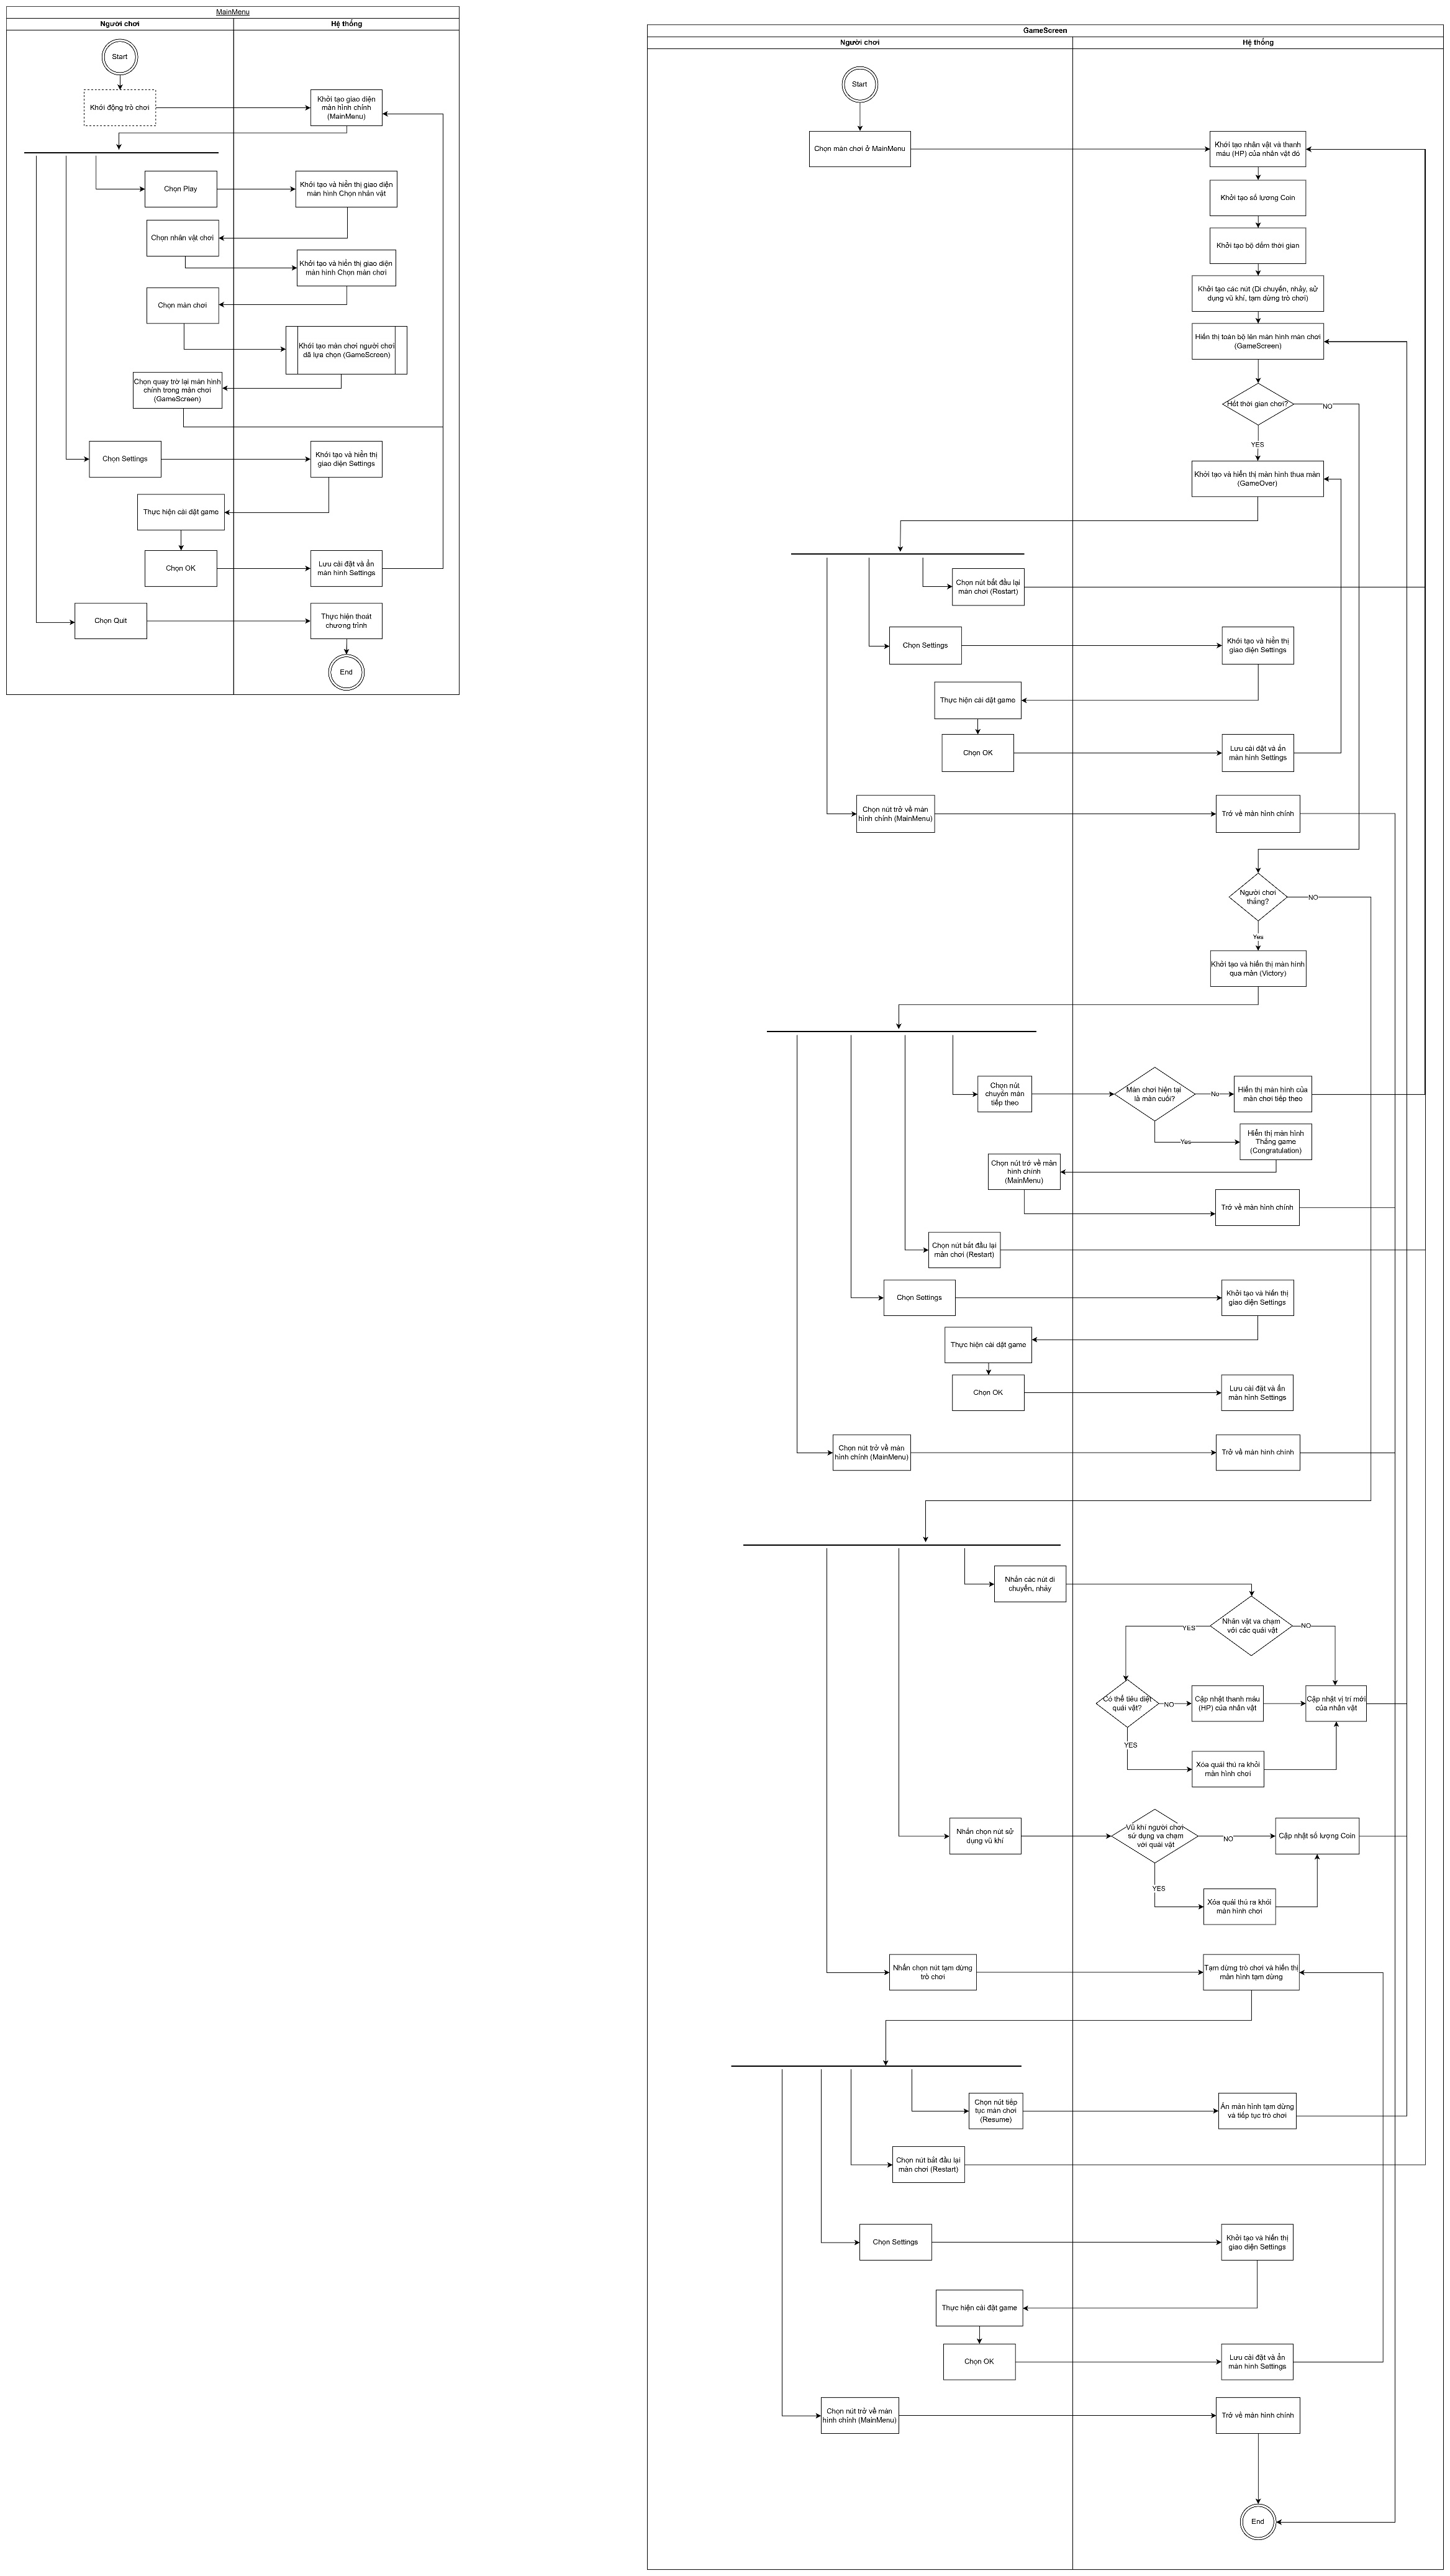 MainMenu
Người chơi
Hệ thống
Start
Khởi động trò chơi
Khởi tạo giao diện
màn hình chính
(MainMenu)
Chọn Play
Khởi tạo và hiển thị giao diện
màn hình Chọn nhân vật
Chọn nhân vật chơi
Khởi tạo và hiển thị giao diện
màn hình Chọn màn chơi
Chọn màn chơi
Khởi tạo màn chơi người chơi
đã lựa chọn (GameScreen)
Chọn quay trở lại màn hình
chính trong màn chơi
(GameScreen)
Chọn Settings
Khởi tạo và hiển thị
giao diện Settings
Thực hiện cài đặt game
Chọn OK
Lưu cài đặt và ẩn
màn hình Settings
Chọn Quit
Thực hiện thoát
chương trình
End
GameScreen
Người chơi
Hệ thống
Start
Chọn màn chơi ở MainMenu
Khởi tạo nhân vật và thanh
máu (HP) của nhân vật đó
Khởi tạo số lượng Coin
Khởi tạo bộ đếm thời gian
Khởi tạo các nút (Di chuyển, nhảy, sử
dụng vũ khí, tạm dừng trò chơi)
Hiển thị toàn bộ lên màn hình màn chơi
(GameScreen)
Hết thời gian chơi?
NO
YES
Khởi tạo và hiển thị màn hình thua màn
(GameOver)
Chọn nút bắt đầu lại
màn chơi (Restart)
Chọn Settings
Khởi tạo và hiển thị
giao diện Settings
Thực hiện cài đặt game
Chọn OK
Lưu cài đặt và ẩn
màn hình Settings
Chọn nút trở về màn
hình chính (MainMenu)
Trở về màn hình chính
Người chơi
thắng?
NO
Yes
Khởi tạo và hiển thị màn hình
qua màn (Victory)
Chọn nút
chuyển màn
tiếp theo
Màn chơi hiện tại
là màn cuối?
No
Hiển thị màn hình của
màn chơi tiếp theo
Yes
Hiển thị màn hình
Thắng game
(Congratulation)
Chọn nút trở về màn
hình chính
(MainMenu)
Trở về màn hình chính
Chọn nút bắt đầu lại
màn chơi (Restart)
Chọn Settings
Khởi tạo và hiển thị
giao diện Settings
Thực hiện cài đặt game
Chọn OK
Lưu cài đặt và ẩn
màn hình Settings
Chọn nút trở về màn
hình chính (MainMenu)
Trở về màn hình chính
Nhấn các nút di
chuyển, nhảy
Nhân vật va chạm
với các quái vật
YES
NO
Có thể tiêu diệt
quái vật?
NO
Cập nhật thanh máu
(HP) của nhân vật
Cập nhật vị trí mới
của nhân vật
YES
Xóa quái thú ra khỏi
màn hình chơi
Nhấn chọn nút sử
dụng vũ khí
Vũ khí người chơi
sử dụng va chạm
với quái vật
NO
Cập nhật số lượng Coin
YES
Xóa quái thú ra khỏi
màn hình chơi
Nhấn chọn nút tạm dừng
trò chơi
Tạm dừng trò chơi và hiển thị
màn hình tạm dừng
Chọn nút tiếp
tục màn chơi
(Resume)
Ẩn màn hình tạm dừng
và tiếp tục trò chơi
Chọn nút bắt đầu lại
màn chơi (Restart)
Chọn Settings
Khởi tạo và hiển thị
giao diện Settings
Thực hiện cài đặt game
Chọn OK
Lưu cài đặt và ẩn
màn hình Settings
Chọn nút trở về màn
hình chính (MainMenu)
Trở về màn hình chính
End